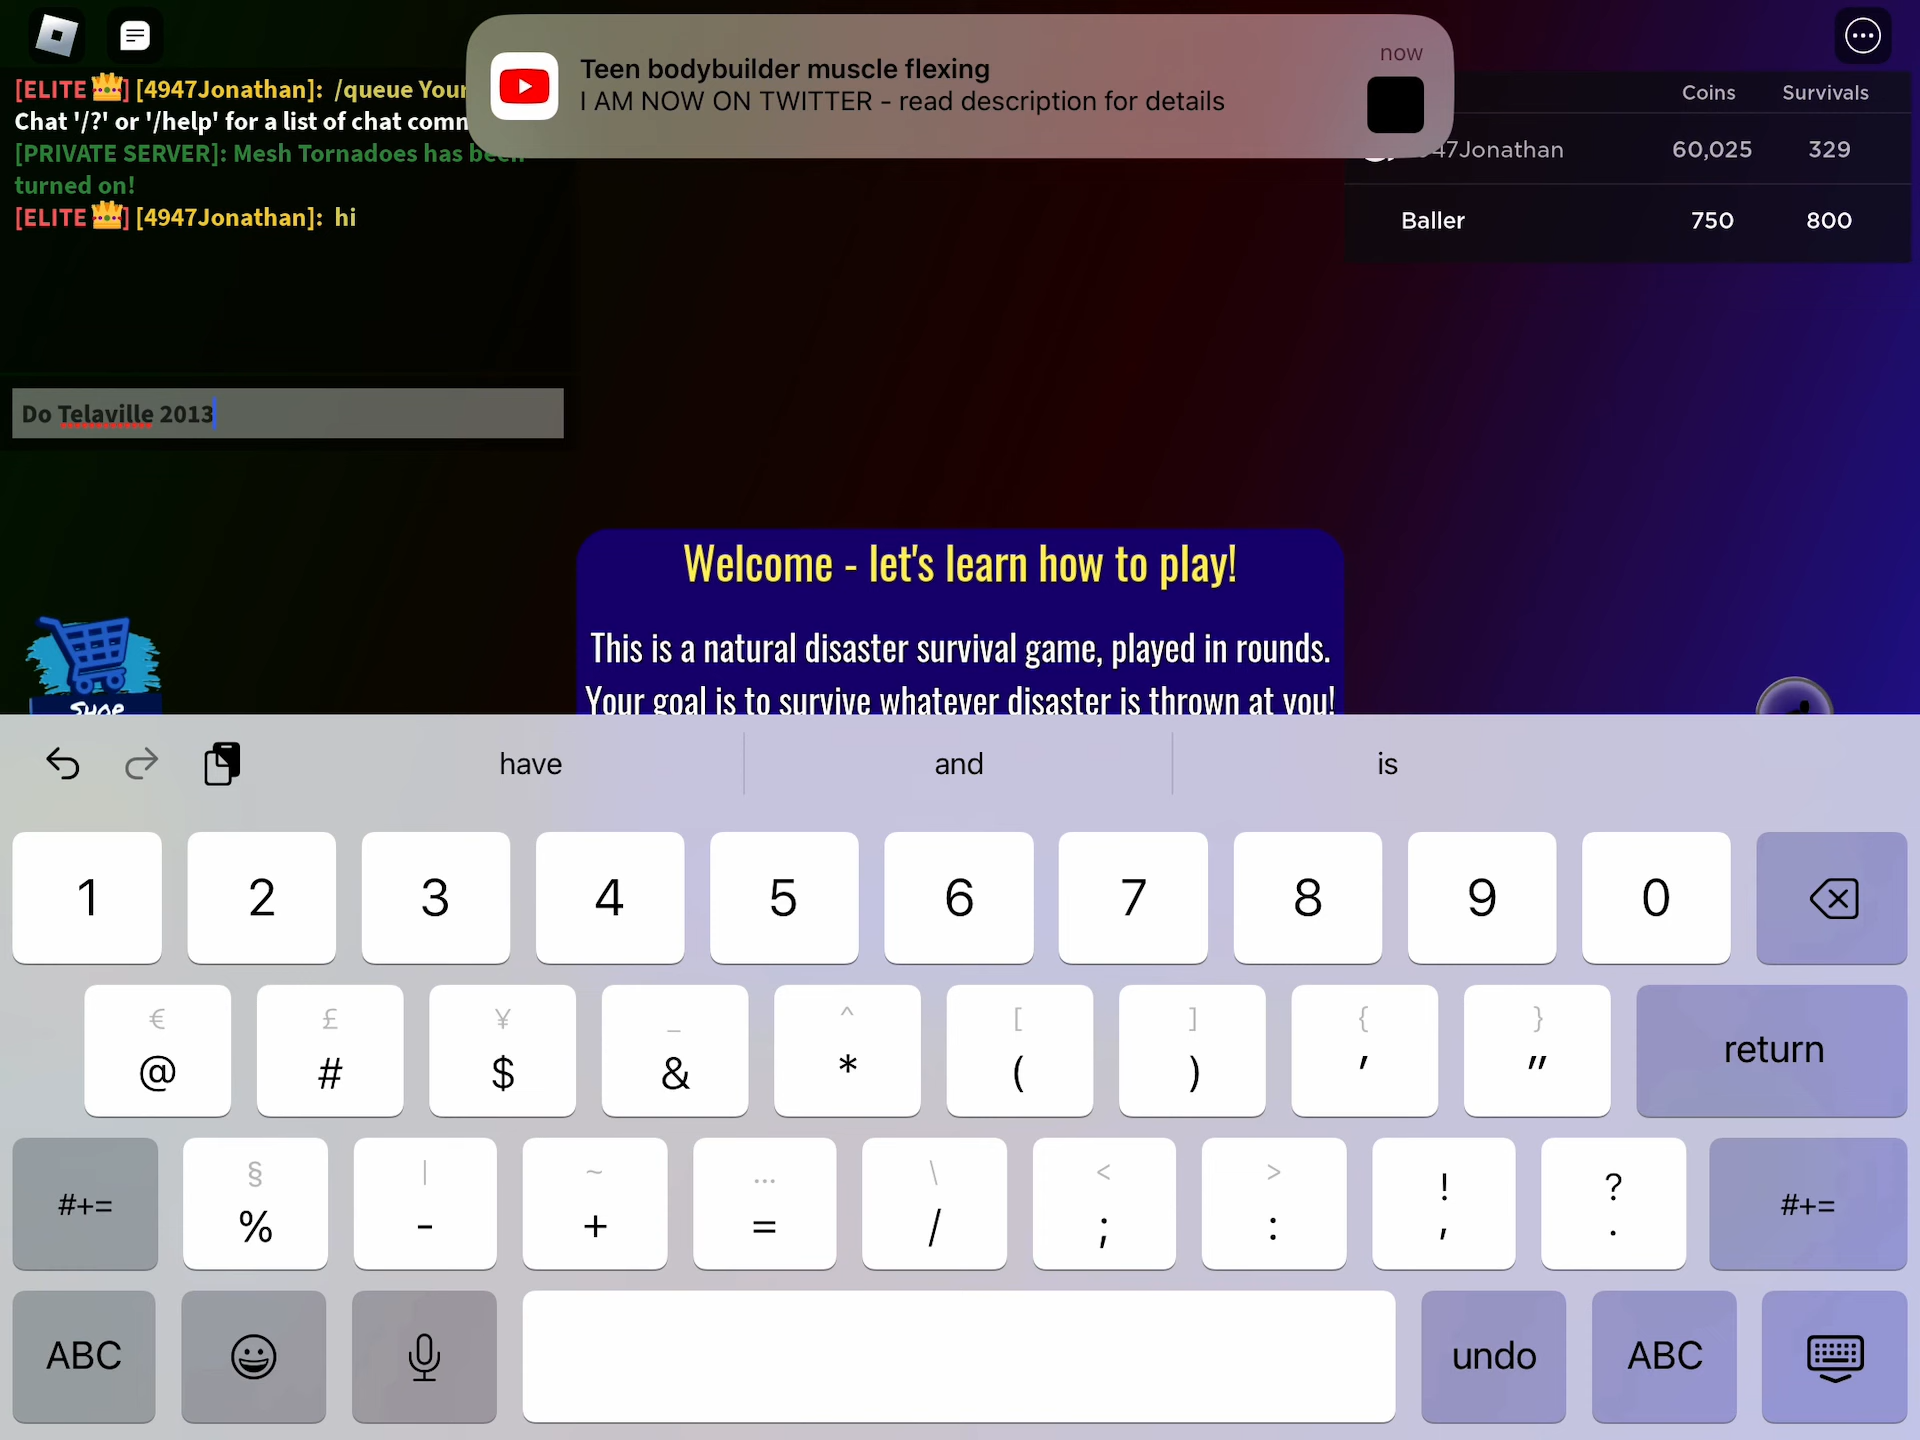 Teen bodybuilder muscle flexing
now
I AM NOW ON TWITTER - read description for details
[ELITE👑] [4947Jonathan]: /queue Your
Chat '/?' or '/help' for a list of chat comm
[PRIVATE SERVER]: Mesh Tornadoes has been
turned on!
[ELITE👑] [4947Jonathan]: hi
Coins Survivals
47Jonathan 60,025 329
Baller 750 800
Do Telaville 2013
Welcome - let's learn how to play!
This is a natural disaster survival game, played in rounds.
Your goal is to survive whatever disaster is thrown at you!
SHOP
have and is
1 2 3 4 5 6 7 8 9 0
€ £ ¥ _ ^ [ ] { }
@ # $ & * ( ) ' "
return
§ | ~ … \ < > ! ?
#+= % - + = / ; : , . #+=
ABC undo ABC